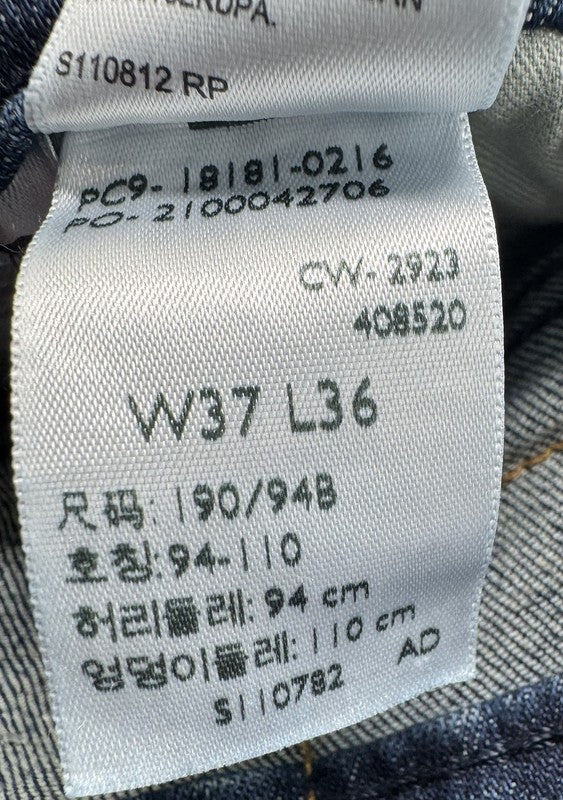 S110812 RP
PC9- 18181-0216
PO- 2100042706
CW- 2923
408520
W37 L36
尺码: 190/94B
호칭: 94-110
허리둘레: 94 cm
엉덩이둘레: 110 cm
AD
S110782